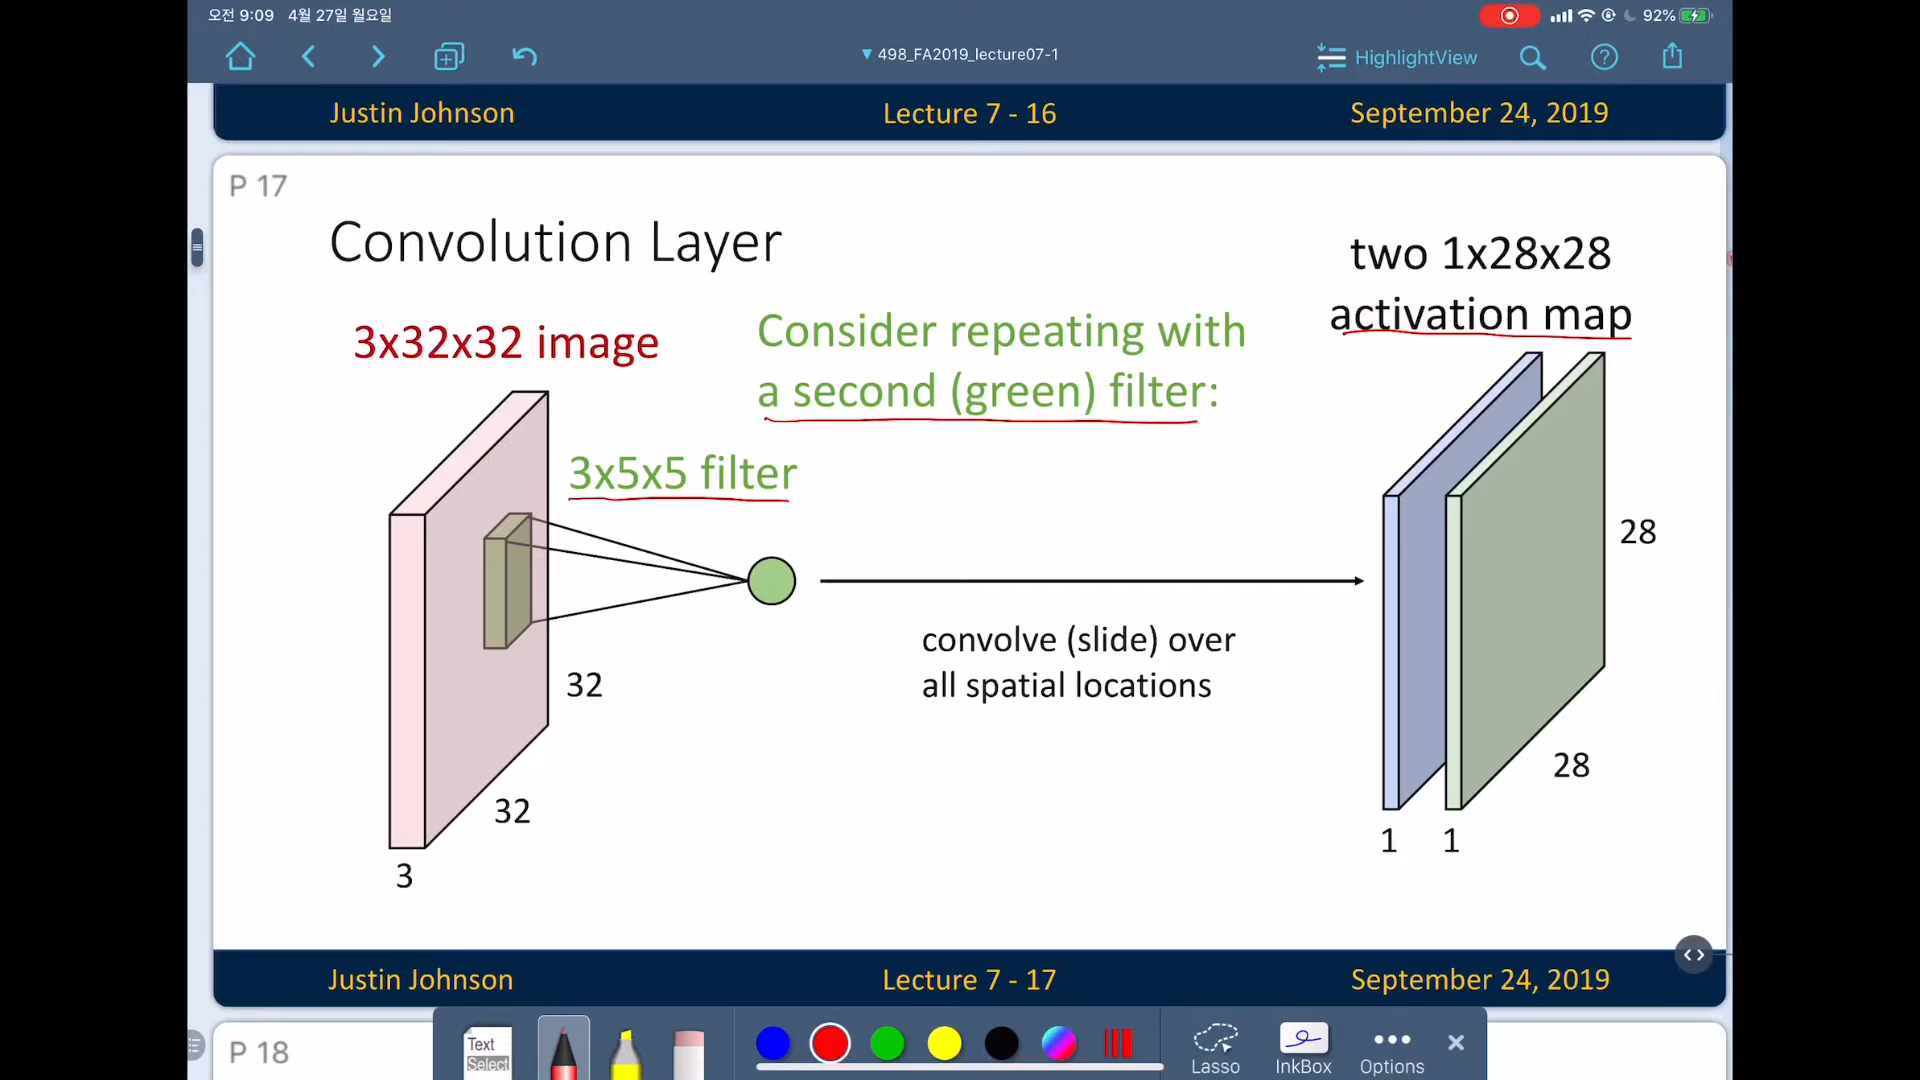 오전 9:09 4월 27일 월요일
92%
498_FA2019_lecture07-1
HighlightView
Justin Johnson
Lecture 7 - 16
September 24, 2019
P 17
Convolution Layer
two 1x28x28
activation map
3x32x32 image
Consider repeating with
a second (green) filter:
3x5x5 filter
28
convolve (slide) over
all spatial locations
32
28
32
1 1
3
Justin Johnson
Lecture 7 - 17
September 24, 2019
P 18
Text
Select
Lasso
InkBox
Options